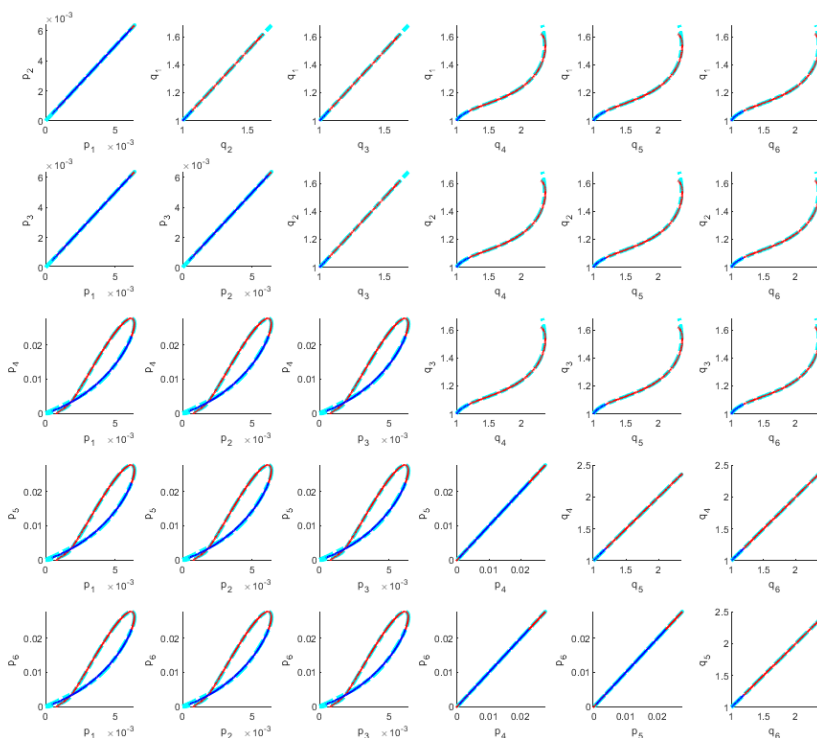 × 10⁻³
6
4
2
0
p₂
0 5
p₁ × 10⁻³
1.6
1.4
1.2
1
q₁
1 1.5
q₂
1.6
1.4
1.2
1
q₁
1 1.5
q₃
1.6
1.4
1.2
1
q₁
1 1.5 2
q₄
1.6
1.4
1.2
1
q₁
1 1.5 2
q₅
1.6
1.4
1.2
1
q₁
1.5 2
q₆
× 10⁻³
6
4
2
0
p₃
0 5
p₁ × 10⁻³
× 10⁻³
6
4
2
0
p₃
0 5
p₂ × 10⁻³
1.6
1.4
1.2
1
q₂
1 1.5
q₃
1.6
1.4
1.2
1
q₂
1 1.5 2
q₄
1.6
1.4
1.2
1
q₂
1 1.5 2
q₅
1.6
1.4
1.2
1
q₂
1 1.5 2
q₆
0.02
0.01
0
p₄
0 5
p₁ × 10⁻³
0.02
0.01
0
p₄
0 5
p₂ × 10⁻³
0.02
0.01
0
p₄
0 5
p₃ × 10⁻³
1.6
1.4
1.2
1
q₃
1 1.5 2
q₄
1.6
1.4
1.2
1
q₃
1 1.5 2
q₅
1.6
1.4
1.2
1
q₃
1 1.5 2
q₆
0.02
0.01
0
p₅
0 5
p₁ × 10⁻³
0.02
0.01
0
p₅
0 5
p₂ × 10⁻³
0.02
0.01
0
p₅
0 5
p₃ × 10⁻³
0.02
0.01
0
p₅
0 0.01 0.02
p₄
2.5
2
1.5
1
q₄
1 1.5 2
q₅
2.5
2
1.5
1
q₄
1 1.5 2
q₆
0.02
0.01
0
p₆
0 5
p₁ × 10⁻³
0.02
0.01
0
p₆
0 5
p₂ × 10⁻³
0.02
0.01
0
p₆
0 5
p₃ × 10⁻³
0.02
0.01
0
p₆
0 0.01 0.02
p₄
0.02
0.01
0
p₆
0 0.01 0.02
p₅
2.5
2
1.5
1
q₅
1 1.5 2
q₆